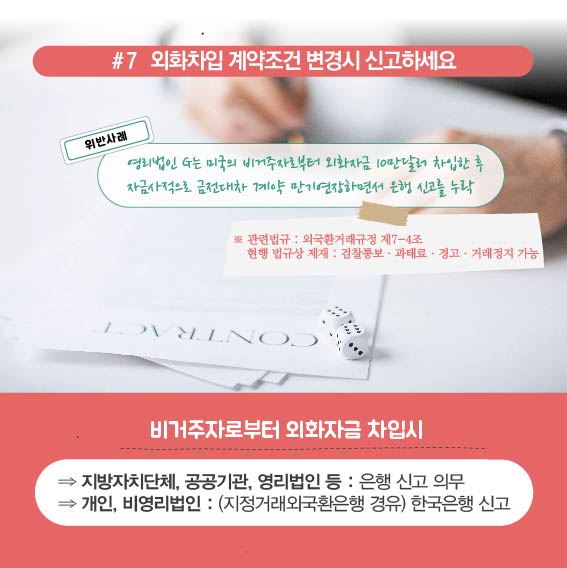 #7 외화차입 계약조건 변경시 신고하세요
위반사례
영리법인 G는 미국의 비거주자로부터 외화자금 10만달러 차입한 후
자금사정으로 금전대차 계약 만기연장하면서 은행 신고를 누락
※ 관련법규 : 외국환거래규정 제7-4조
현행 법규상 제재 : 검찰통보 · 과태료 · 경고 · 거래정지 가능
CONTRACT
비거주자로부터 외화자금 차입시
⇒ 지방자치단체, 공공기관, 영리법인 등 : 은행 신고 의무
⇒ 개인, 비영리법인 : (지정거래외국환은행 경유) 한국은행 신고